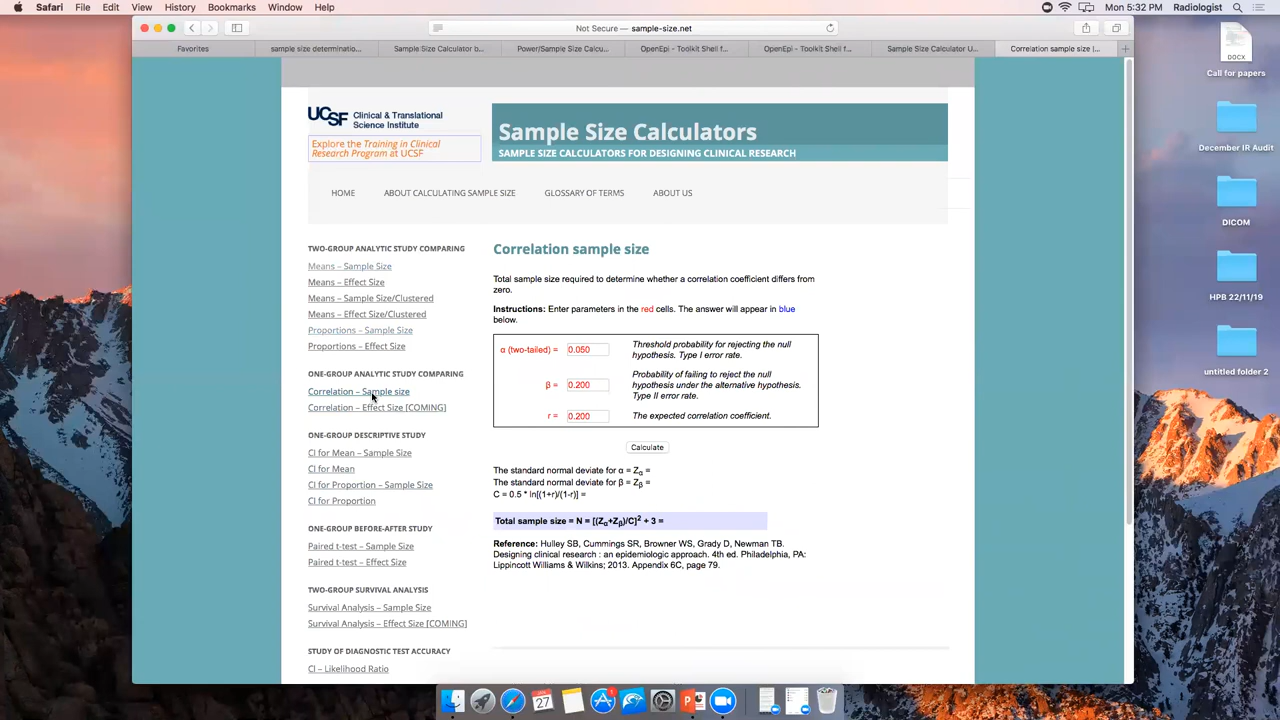 Safari File Edit View History Bookmarks Window Help
Mon 5:32 PM Radiologist
Not Secure — sample-size.net
Favorites
sample size determinatio...
Sample Size Calculator b...
Power/Sample Size Calcu...
OpenEpi - Toolkit Shell f...
OpenEpi - Toolkit Shell f...
Sample Size Calculator U...
Correlation sample size |...
DOCX
Call for papers
December IR Audit
DICOM
HPB 22/11/19
untitled folder 2
UCSF Clinical & Translational
Science Institute
Explore the Training in Clinical
Research Program at UCSF
Sample Size Calculators
SAMPLE SIZE CALCULATORS FOR DESIGNING CLINICAL RESEARCH
HOME ABOUT CALCULATING SAMPLE SIZE GLOSSARY OF TERMS ABOUT US
TWO-GROUP ANALYTIC STUDY COMPARING
Means – Sample Size
Means – Effect Size
Means – Sample Size/Clustered
Means – Effect Size/Clustered
Proportions – Sample Size
Proportions – Effect Size
ONE-GROUP ANALYTIC STUDY COMPARING
Correlation – Sample size
Correlation – Effect Size [COMING]
ONE-GROUP DESCRIPTIVE STUDY
CI for Mean – Sample Size
CI for Mean
CI for Proportion – Sample Size
CI for Proportion
ONE-GROUP BEFORE-AFTER STUDY
Paired t-test – Sample Size
Paired t-test – Effect Size
TWO-GROUP SURVIVAL ANALYSIS
Survival Analysis – Sample Size
Survival Analysis – Effect Size [COMING]
STUDY OF DIAGNOSTIC TEST ACCURACY
CI – Likelihood Ratio
Correlation sample size
Total sample size required to determine whether a correlation coefficient differs from
zero.
Instructions: Enter parameters in the red cells. The answer will appear in blue
below.
α (two-tailed) = 0.050
Threshold probability for rejecting the null
hypothesis. Type I error rate.
β = 0.200
Probability of failing to reject the null
hypothesis under the alternative hypothesis.
Type II error rate.
r = 0.200
The expected correlation coefficient.
Calculate
The standard normal deviate for α = Zα =
The standard normal deviate for β = Zβ =
C = 0.5 * ln[(1+r)/(1-r)] =
Total sample size = N = [(Zα+Zβ)/C]² + 3 =
Reference: Hulley SB, Cummings SR, Browner WS, Grady D, Newman TB.
Designing clinical research : an epidemiologic approach. 4th ed. Philadelphia, PA:
Lippincott Williams & Wilkins; 2013. Appendix 6C, page 79.
27